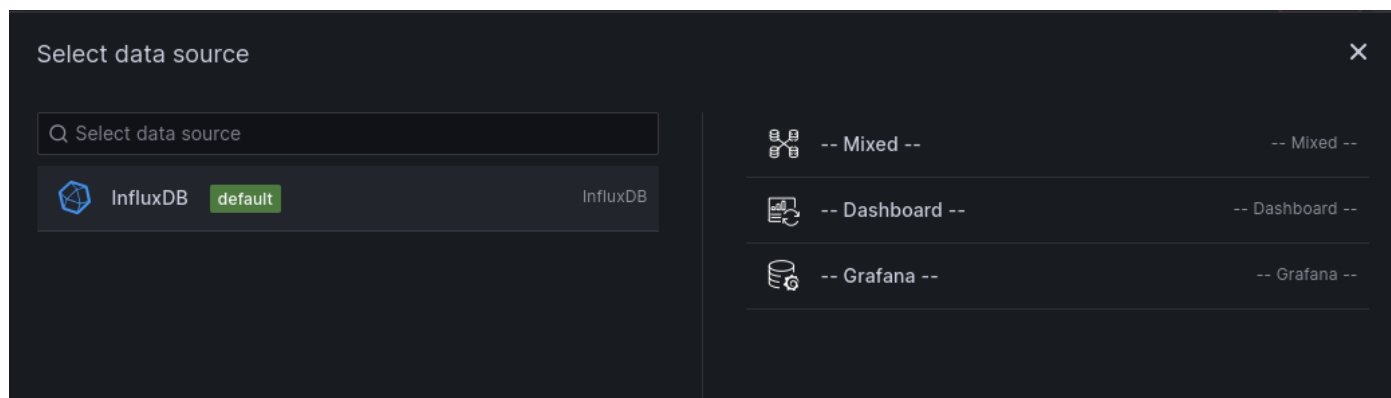 Select data source
Select data source
InfluxDB default InfluxDB
-- Mixed -- -- Mixed --
-- Dashboard -- -- Dashboard --
-- Grafana -- -- Grafana --